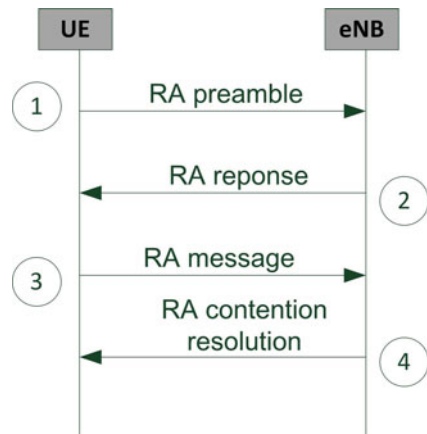 UE
eNB
1
RA preamble
RA reponse
2
3
RA message
RA contention
resolution
4